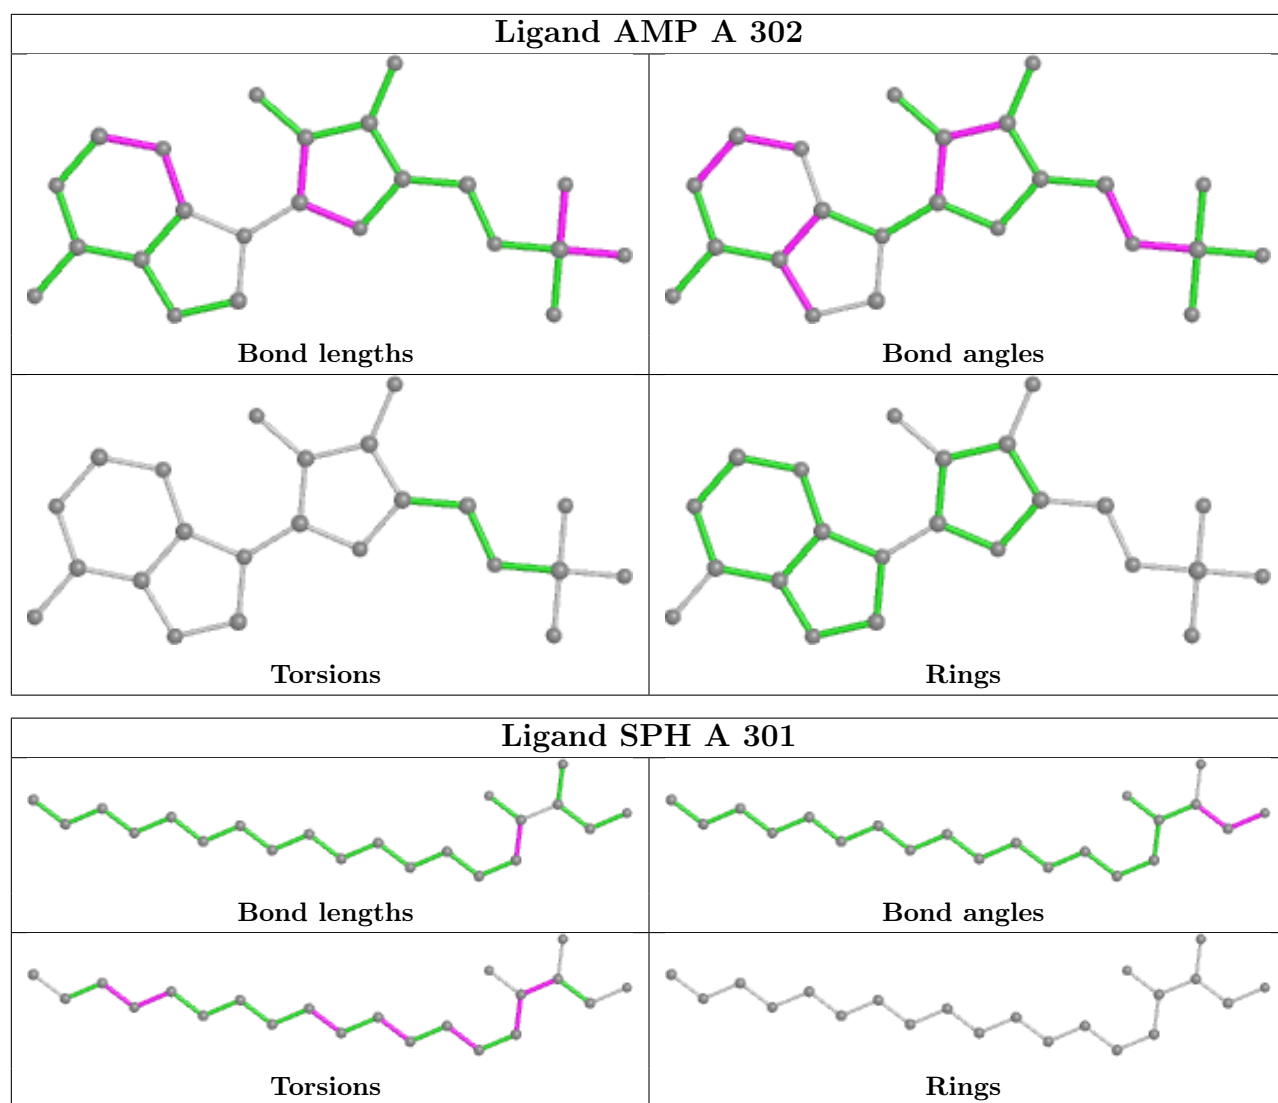 Ligand AMP A 302
Bond lengths
Bond angles
Torsions
Rings
Ligand SPH A 301
Bond lengths
Bond angles
Torsions
Rings